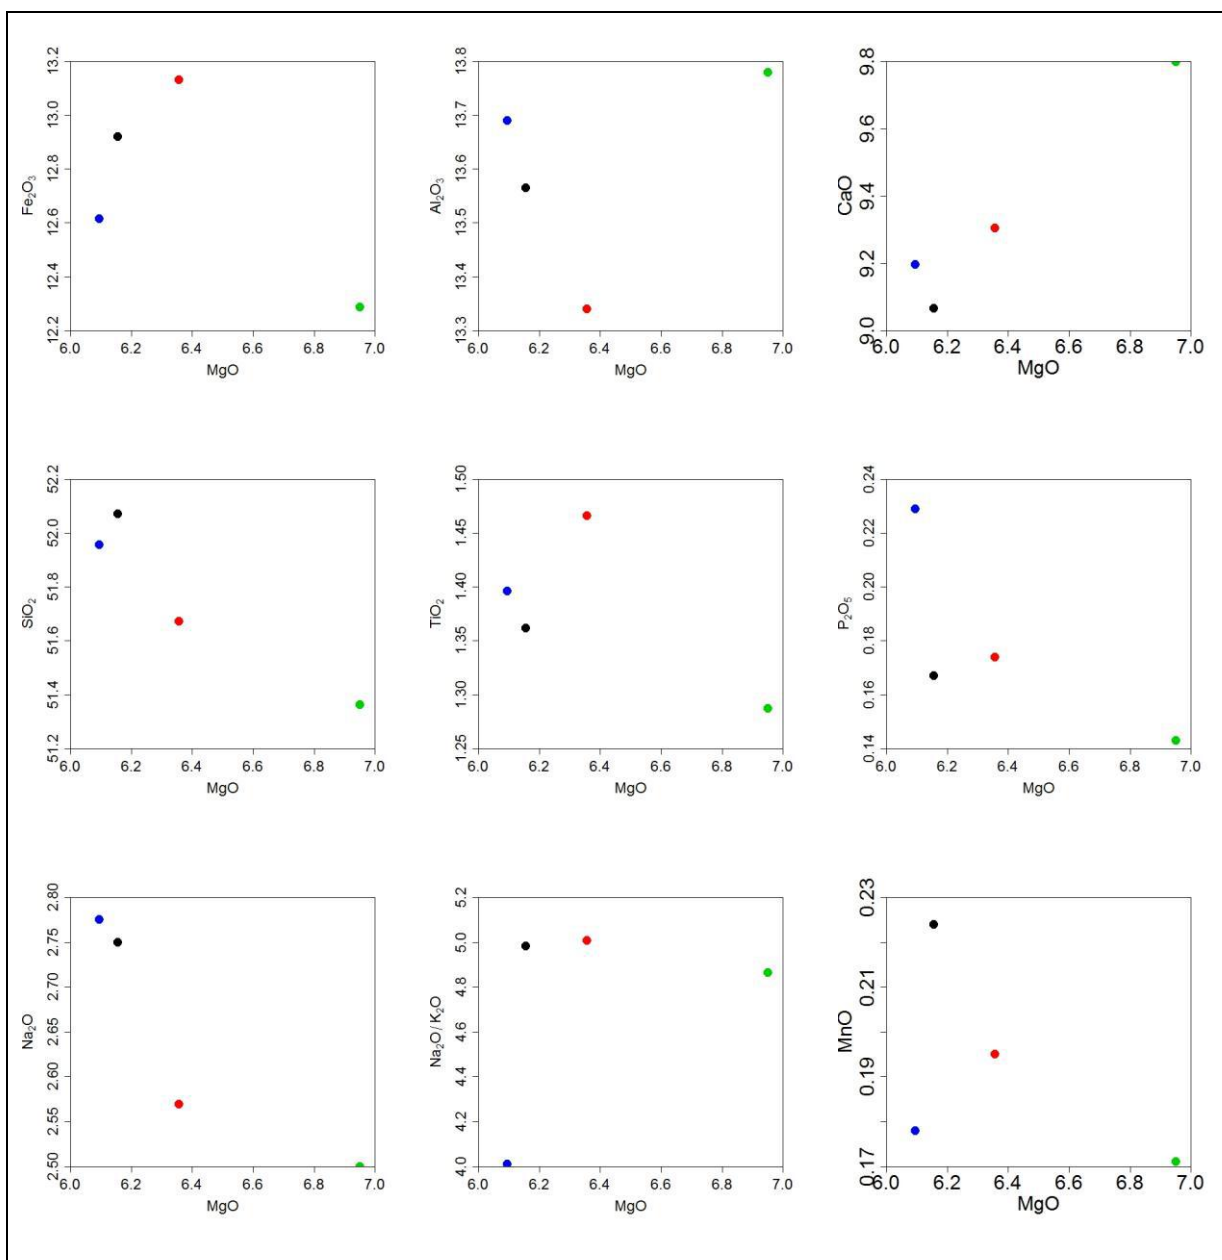 Fe₂O₃
12.2 12.4 12.6 12.8 13.0 13.2
6.0 6.2 6.4 6.6 6.8 7.0
MgO
Al₂O₃
13.3 13.4 13.5 13.6 13.7 13.8
6.0 6.2 6.4 6.6 6.8 7.0
MgO
CaO
9.0 9.2 9.4 9.6 9.8
6.0 6.2 6.4 6.6 6.8 7.0
MgO
SiO₂
51.2 51.4 51.6 51.8 52.0 52.2
6.0 6.2 6.4 6.6 6.8 7.0
MgO
TiO₂
1.25 1.30 1.35 1.40 1.45 1.50
6.0 6.2 6.4 6.6 6.8 7.0
MgO
P₂O₅
0.14 0.16 0.18 0.20 0.22 0.24
6.0 6.2 6.4 6.6 6.8 7.0
MgO
Na₂O
2.50 2.55 2.60 2.65 2.70 2.75 2.80
6.0 6.2 6.4 6.6 6.8 7.0
MgO
Na₂O / K₂O
4.0 4.2 4.4 4.6 4.8 5.0 5.2
6.0 6.2 6.4 6.6 6.8 7.0
MgO
MnO
0.17 0.19 0.21 0.23
6.0 6.2 6.4 6.6 6.8 7.0
MgO